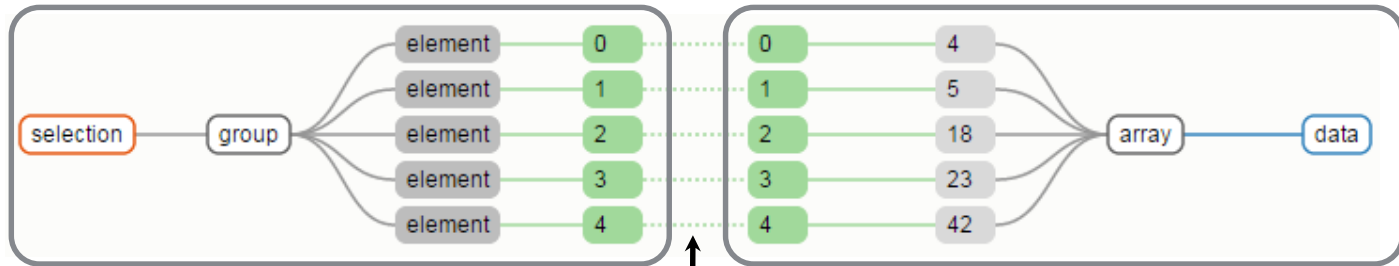 element 0 0 4
element 1 1 5
selection group element 2 2 18 array data
element 3 3 23
element 4 4 42